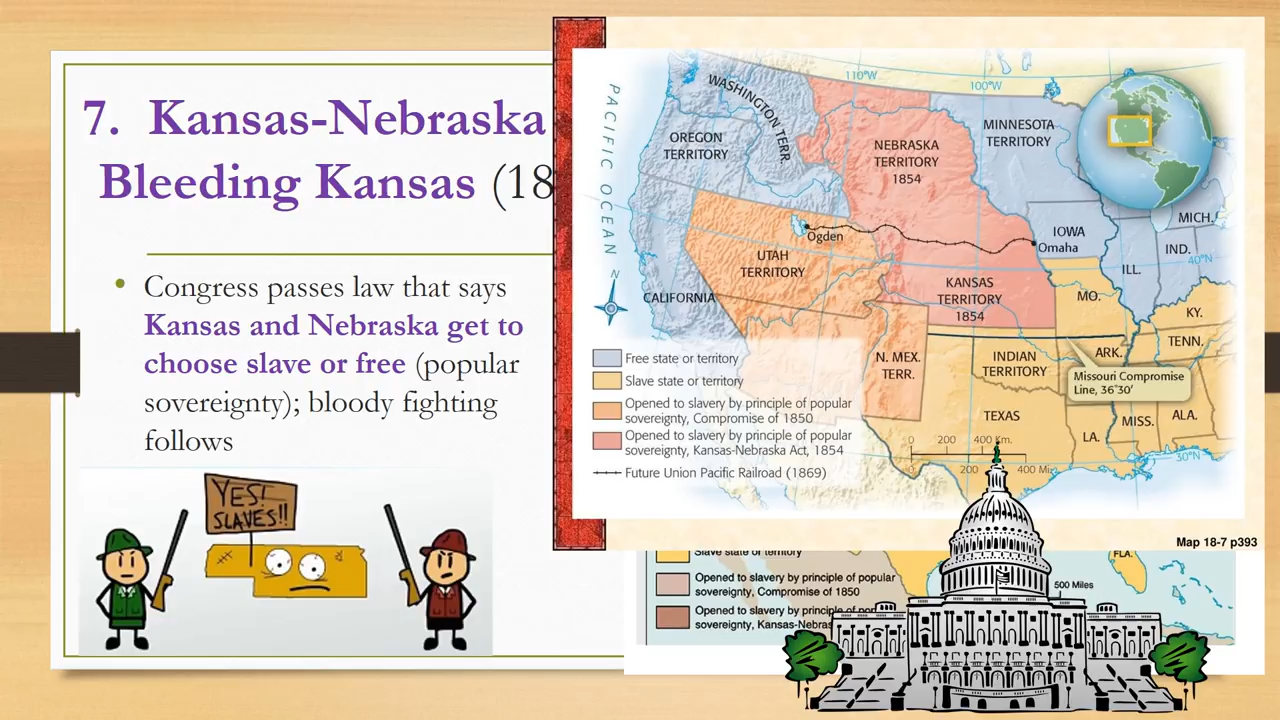 7. Kansas-Nebraska
Bleeding Kansas (18
• Congress passes law that says
Kansas and Nebraska get to
choose slave or free (popular
sovereignty); bloody fighting
follows
YES!
SLAVES!!
110°W
100°W
PACIFIC OCEAN
WASHINGTON TERR.
OREGON
TERRITORY
NEBRASKA
TERRITORY
1854
MINNESOTA
TERRITORY
MICH.
IOWA
Omaha
IND.
40°N
ILL.
Ogden
UTAH
TERRITORY
CALIFORNIA
KANSAS
TERRITORY
1854
MO.
KY.
TENN.
N. MEX.
TERR.
INDIAN
TERRITORY
ARK.
Missouri Compromise
Line, 36°30′
TEXAS
LA.
MISS.
ALA.
30°N
Free state or territory
Slave state or territory
Opened to slavery by principle of popular
sovereignty, Compromise of 1850
Opened to slavery by principle of popular
sovereignty, Kansas-Nebraska Act, 1854
Future Union Pacific Railroad (1869)
0 200 400 Km.
0 200 400 Mi.
Map 18-7 p393
Slave state or territory
Opened to slavery by principle of popular
sovereignty, Compromise of 1850
Opened to slavery by principle of pop
sovereignty, Kansas-Nebras
500 Miles
FLA.